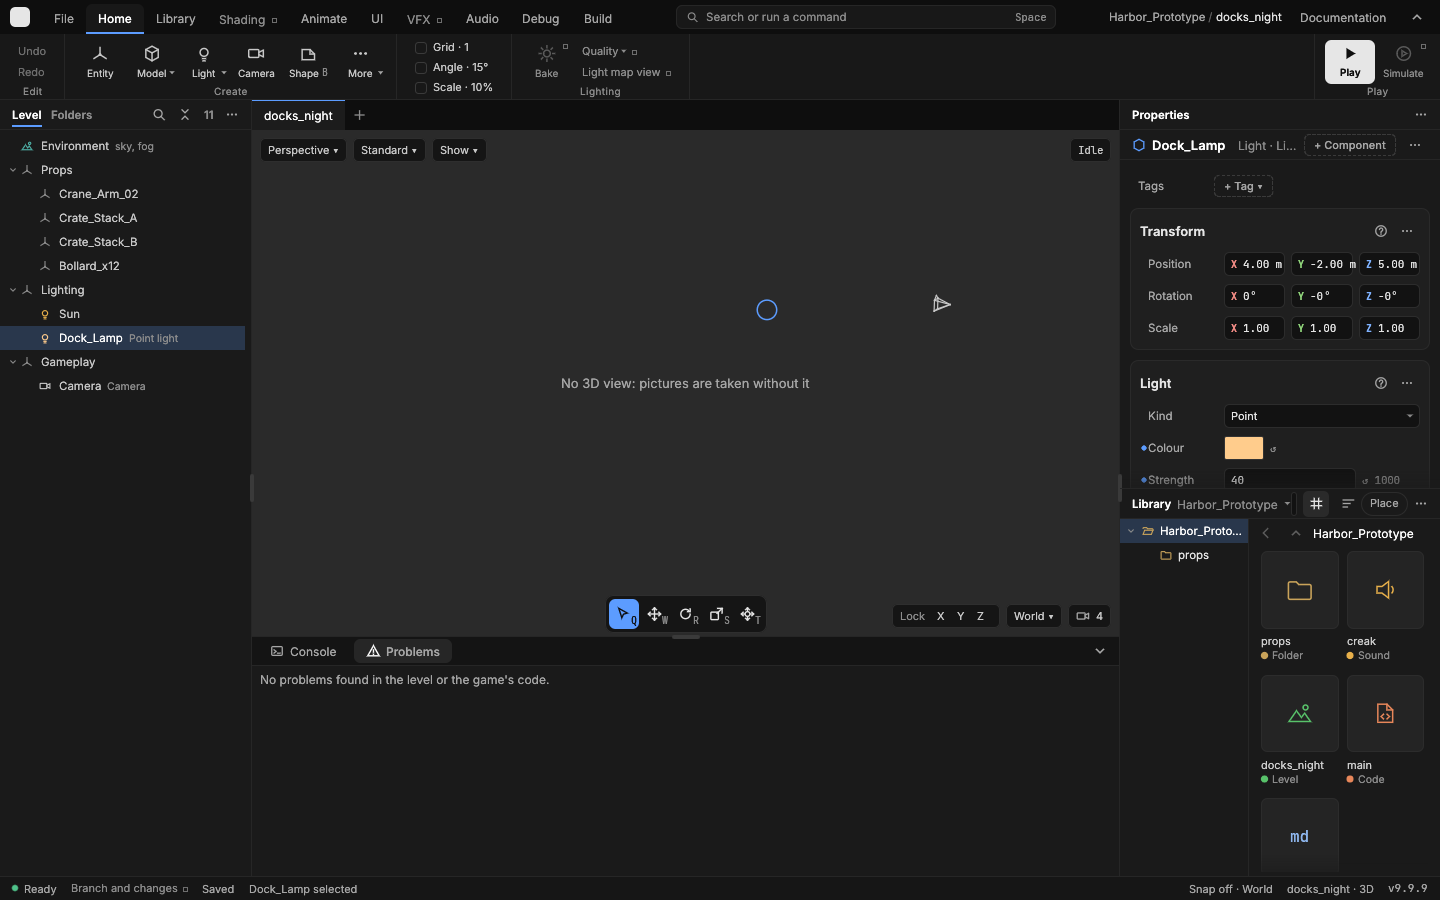 File Home Library Shading Animate UI VFX Audio Debug Build
Search or run a command Space
Harbor_Prototype / docks_night Documentation
Undo
Redo
Edit
Entity Model Light Camera Shape B More
Create
Grid · 1
Angle · 15°
Scale · 10%
Bake
Quality
Light map view
Lighting
Play Simulate
Play
Level Folders 11
Environment sky, fog
Props
Crane_Arm_02
Crate_Stack_A
Crate_Stack_B
Bollard_x12
Lighting
Sun
Dock_Lamp Point light
Gameplay
Camera Camera
docks_night
Perspective Standard Show Idle
No 3D view: pictures are taken without it
Q W R S T
Lock X Y Z World 4
Console Problems
No problems found in the level or the game's code.
Properties
Dock_Lamp Light · Li... + Component
Tags + Tag
Transform
Position X 4.00 m Y -2.00 m Z 5.00 m
Rotation X 0° Y -0° Z -0°
Scale X 1.00 Y 1.00 Z 1.00
Light
Kind Point
Colour
Strength 40 1000
Library Harbor_Prototype Place
Harbor_Proto...
props
Harbor_Prototype
props
Folder
creak
Sound
docks_night
Level
main
Code
md
Ready Branch and changes Saved Dock_Lamp selected
Snap off · World docks_night · 3D v9.9.9